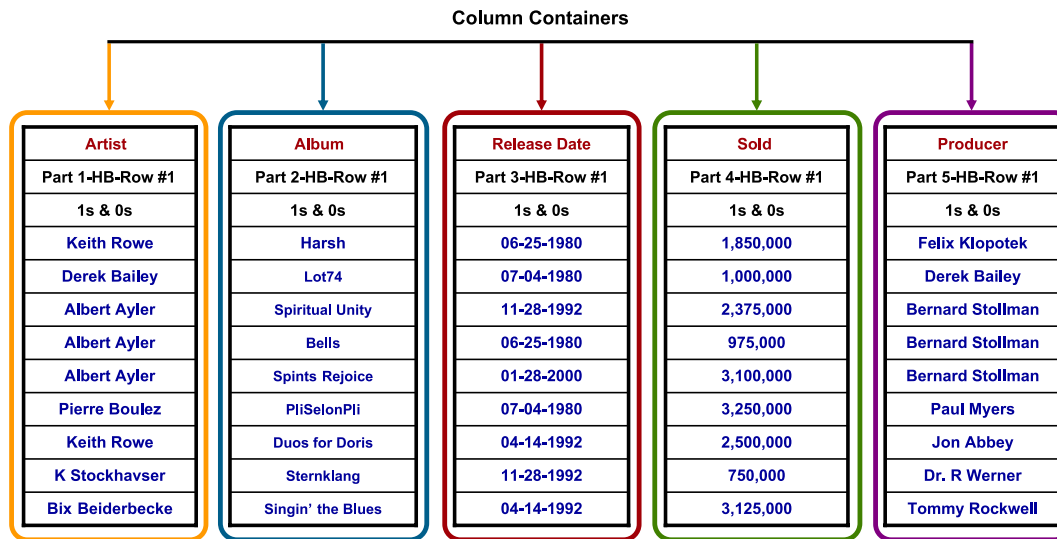 Column Containers
Artist Album Release Date Sold Producer
Part 1-HB-Row #1 Part 2-HB-Row #1 Part 3-HB-Row #1 Part 4-HB-Row #1 Part 5-HB-Row #1
1s & 0s 1s & 0s 1s & 0s 1s & 0s 1s & 0s
Keith Rowe Harsh 06-25-1980 1,850,000 Felix Klopotek
Derek Bailey Lot74 07-04-1980 1,000,000 Derek Bailey
Albert Ayler Spiritual Unity 11-28-1992 2,375,000 Bernard Stollman
Albert Ayler Bells 06-25-1980 975,000 Bernard Stollman
Albert Ayler Spints Rejoice 01-28-2000 3,100,000 Bernard Stollman
Pierre Boulez PliSelonPli 07-04-1980 3,250,000 Paul Myers
Keith Rowe Duos for Doris 04-14-1992 2,500,000 Jon Abbey
K Stockhavser Sternklang 11-28-1992 750,000 Dr. R Werner
Bix Beiderbecke Singin’ the Blues 04-14-1992 3,125,000 Tommy Rockwell